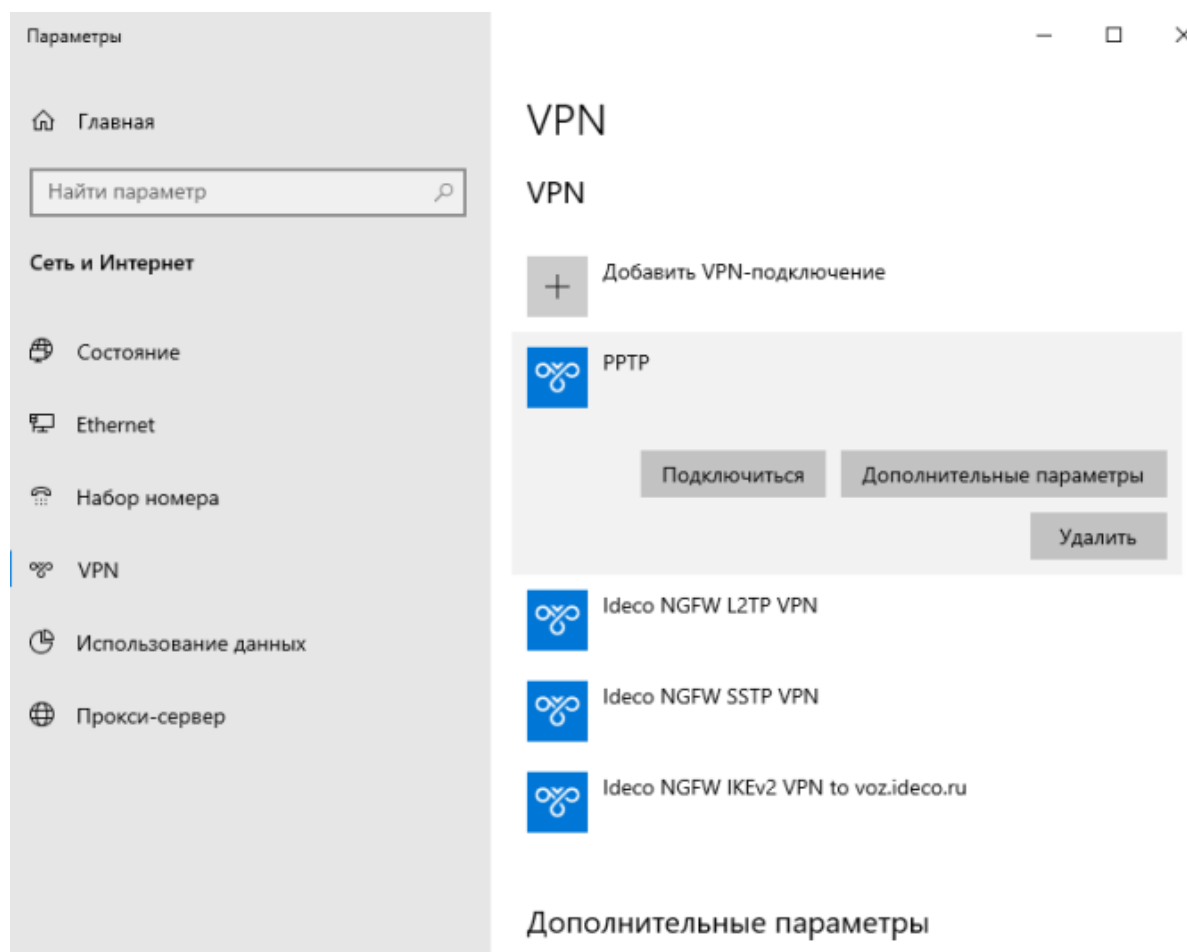 Параметры
Главная
Найти параметр
Сеть и Интернет
Состояние
Ethernet
Набор номера
VPN
Использование данных
Прокси-сервер
VPN
VPN
Добавить VPN-подключение
PPTP
Подключиться
Дополнительные параметры
Удалить
Ideco NGFW L2TP VPN
Ideco NGFW SSTP VPN
Ideco NGFW IKEv2 VPN to voz.ideco.ru
Дополнительные параметры